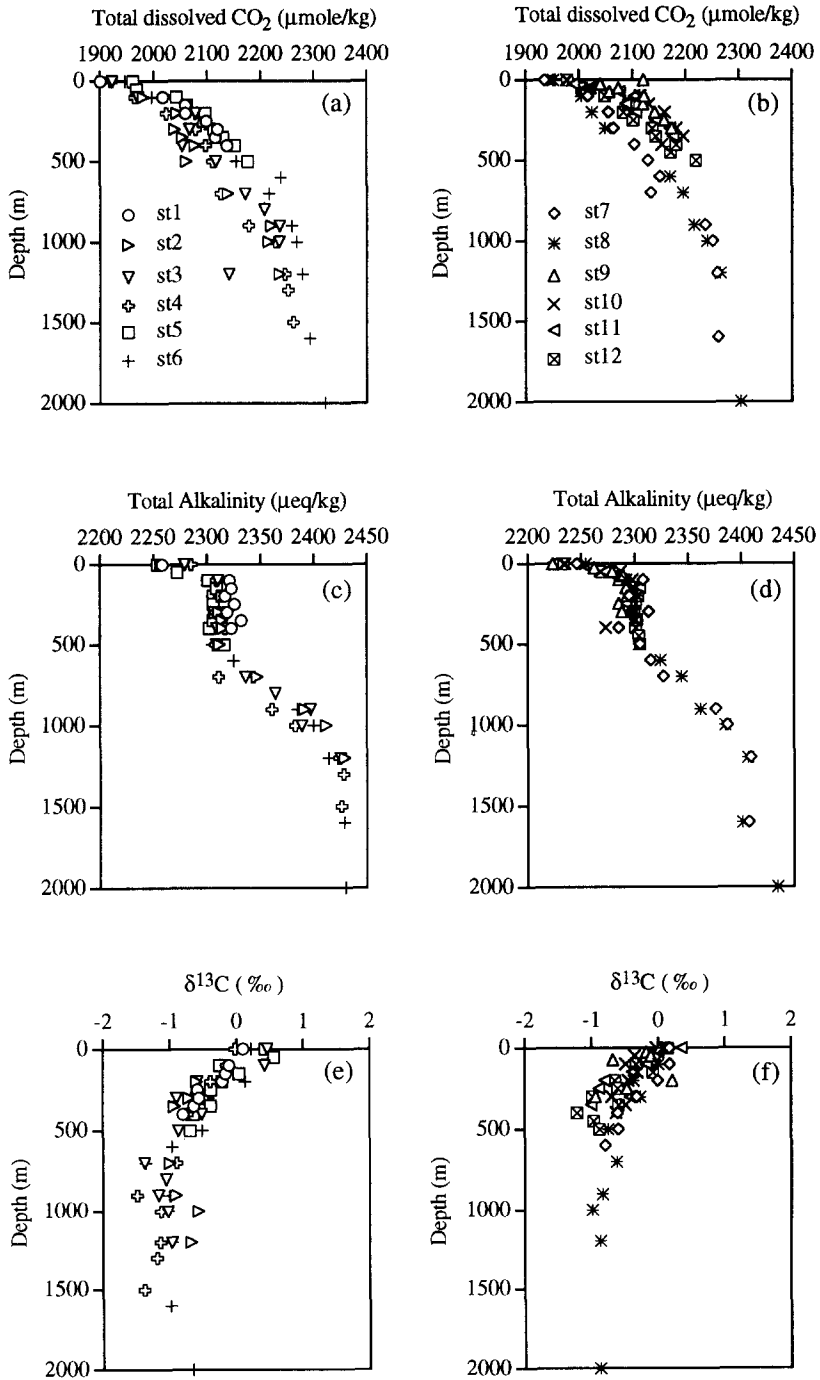 Total dissolved CO2 (μmole/kg)
1900 2000 2100 2200 2300 2400
0
500
1000
1500
2000
Depth (m)
(a)
st1
st2
st3
st4
st5
st6
Total dissolved CO2 (μmole/kg)
1900 2000 2100 2200 2300 2400
0
500
1000
1500
2000
Depth (m)
(b)
st7
st8
st9
st10
st11
st12
Total Alkalinity (μeq/kg)
2200 2250 2300 2350 2400 2450
0
500
1000
1500
2000
Depth (m)
(c)
Total Alkalinity (μeq/kg)
2200 2250 2300 2350 2400 2450
0
500
1000
1500
2000
Depth (m)
(d)
δ13C ( ‰ )
-2 -1 0 1 2
0
500
1000
1500
2000
Depth (m)
(e)
δ13C ( ‰ )
-2 -1 0 1 2
0
500
1000
1500
2000
Depth (m)
(f)